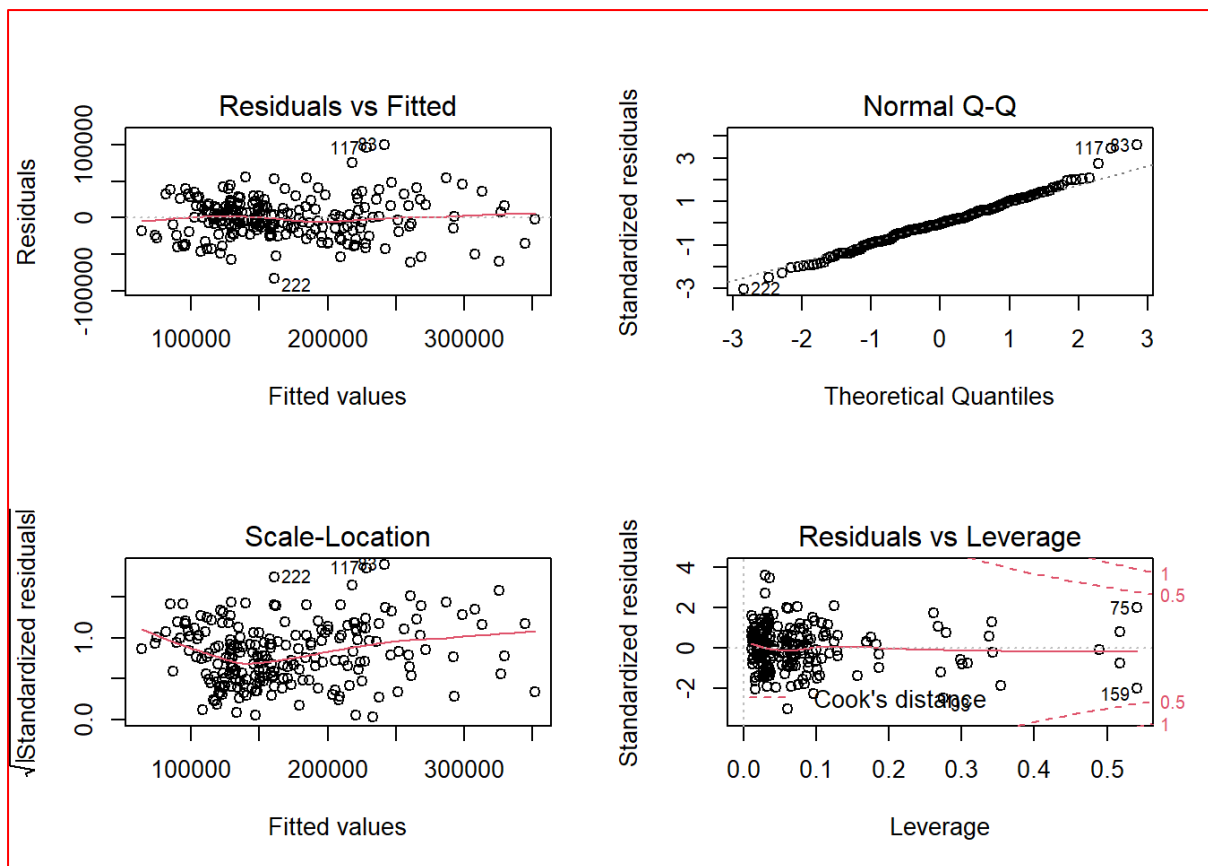 Residuals vs Fitted
Residuals
-100000 0 100000
117
83
222
100000 200000 300000
Fitted values
Normal Q-Q
Standardized residuals
-3 -1 1 3
117
83
222
-3 -2 -1 0 1 2 3
Theoretical Quantiles
Scale-Location
√|Standardized residuals|
0.0 1.0
222
117
83
100000 200000 300000
Fitted values
Residuals vs Leverage
Standardized residuals
-2 0 2 4
1
0.5
75
159
93
Cook's distance
0.5
1
0.0 0.1 0.2 0.3 0.4 0.5
Leverage